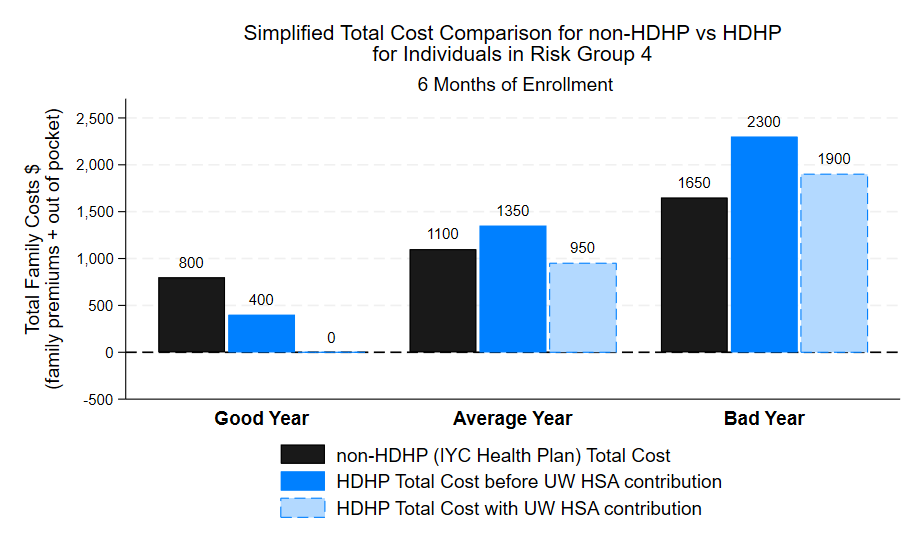 Simplified Total Cost Comparison for non-HDHP vs HDHP
for Individuals in Risk Group 4
6 Months of Enrollment
Total Family Costs $
(family premiums + out of pocket)
2,500
2,000
1,500
1,000
500
0
-500
800
400
0
1100
1350
950
1650
2300
1900
Good Year
Average Year
Bad Year
non-HDHP (IYC Health Plan) Total Cost
HDHP Total Cost before UW HSA contribution
HDHP Total Cost with UW HSA contribution